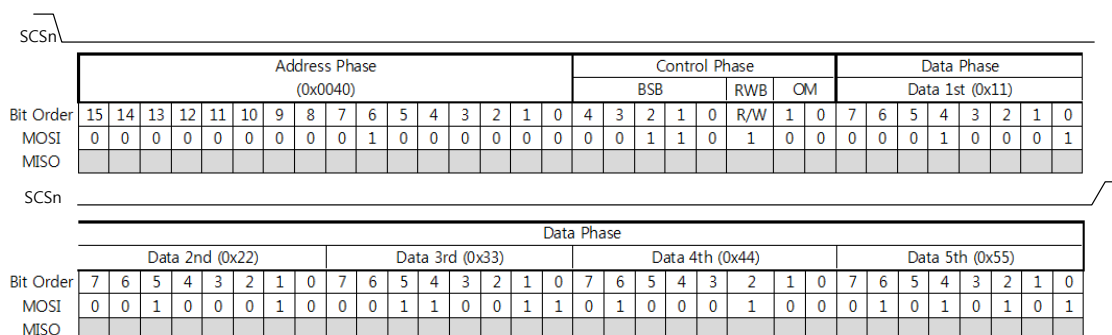 SCSn
Address Phase Control Phase Data Phase
(0x0040) BSB RWB OM Data 1st (0x11)
Bit Order 15 14 13 12 11 10 9 8 7 6 5 4 3 2 1 0 4 3 2 1 0 R/W 1 0 7 6 5 4 3 2 1 0
MOSI 0 0 0 0 0 0 0 0 0 1 0 0 0 0 0 0 0 0 1 1 0 1 0 0 0 0 0 1 0 0 0 1
MISO
SCSn
Data Phase
Data 2nd (0x22) Data 3rd (0x33) Data 4th (0x44) Data 5th (0x55)
Bit Order 7 6 5 4 3 2 1 0 7 6 5 4 3 2 1 0 7 6 5 4 3 2 1 0 7 6 5 4 3 2 1 0
MOSI 0 0 1 0 0 0 1 0 0 0 1 1 0 0 1 1 0 1 0 0 0 1 0 0 0 1 0 1 0 1 0 1
MISO